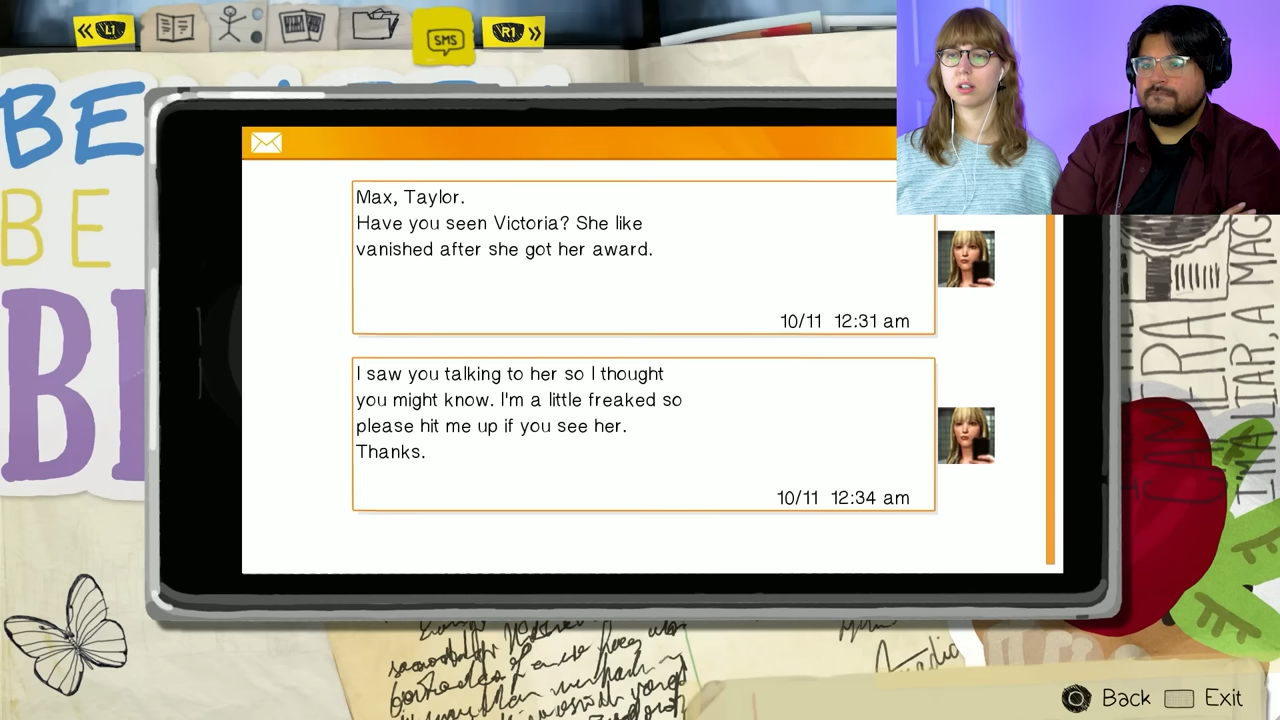 L1
SMS
R1
BE
BE
Max, Taylor.
Have you seen Victoria? She like
vanished after she got her award.
10/11 12:31 am
I saw you talking to her so I thought
you might know. I'm a little freaked so
please hit me up if you see her.
Thanks.
10/11 12:34 am
Back
Exit